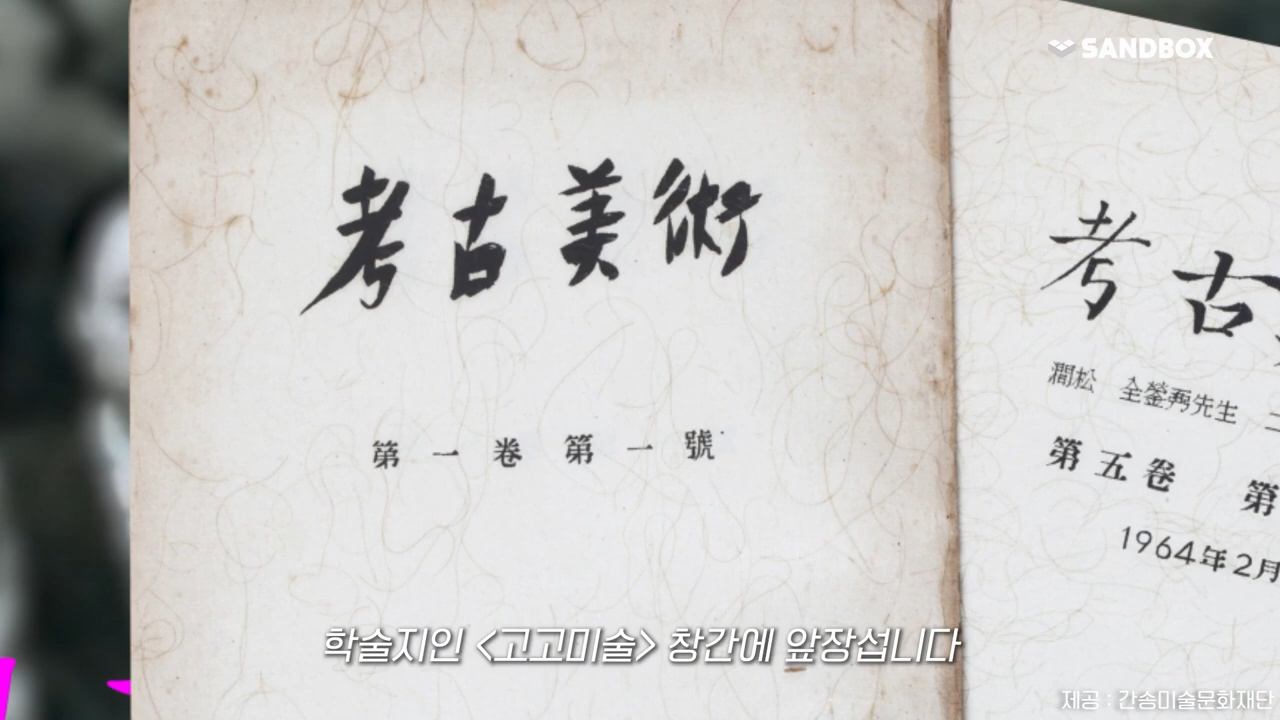 SANDBOX
考古美術
第一卷第一號
考古
澗松 全鎣弼先生
第五卷 第
1964年2月
학술지인 <고고미술> 창간에 앞장섭니다
제공 : 간송미술문화재단